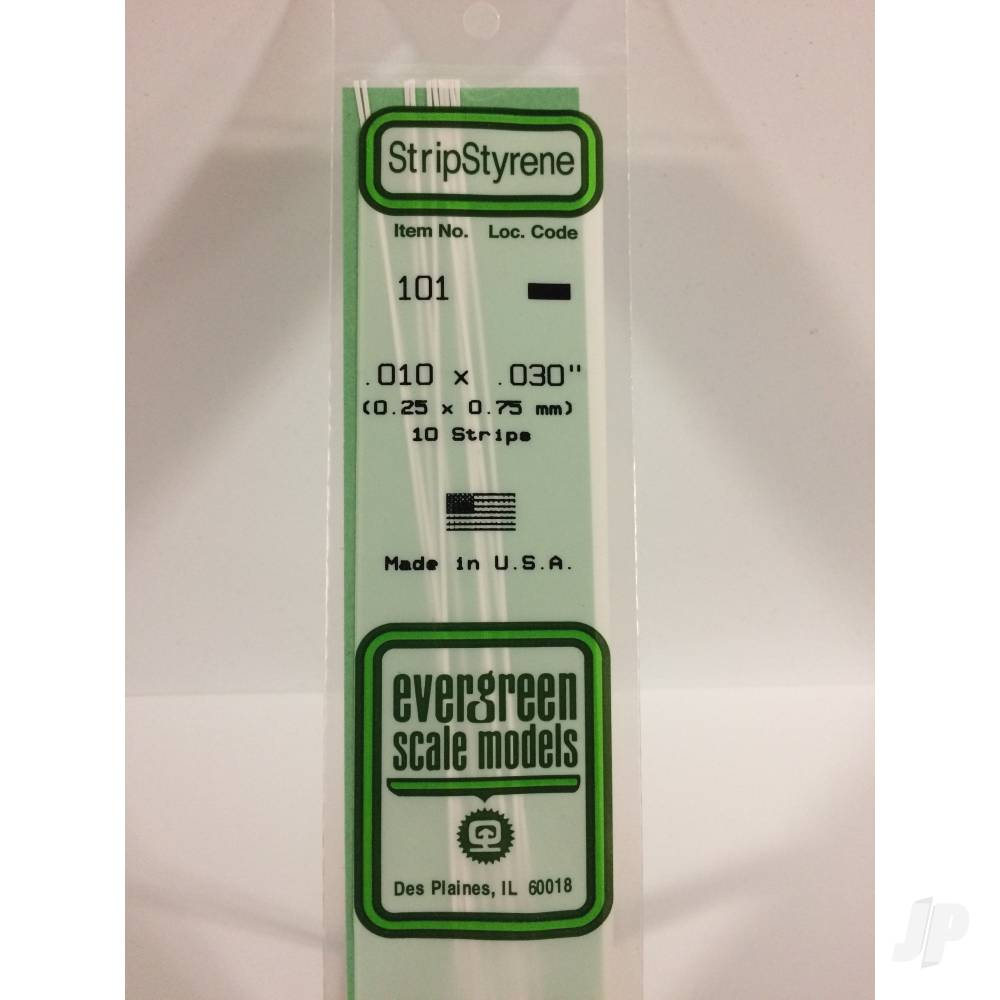 StripStyrene
Item No. Loc. Code
101
.010 x .030"
(0.25 x 0.75 mm)
10 Strips
Made in U.S.A.
evergreen
scale models
Des Plaines, IL 60018
JP